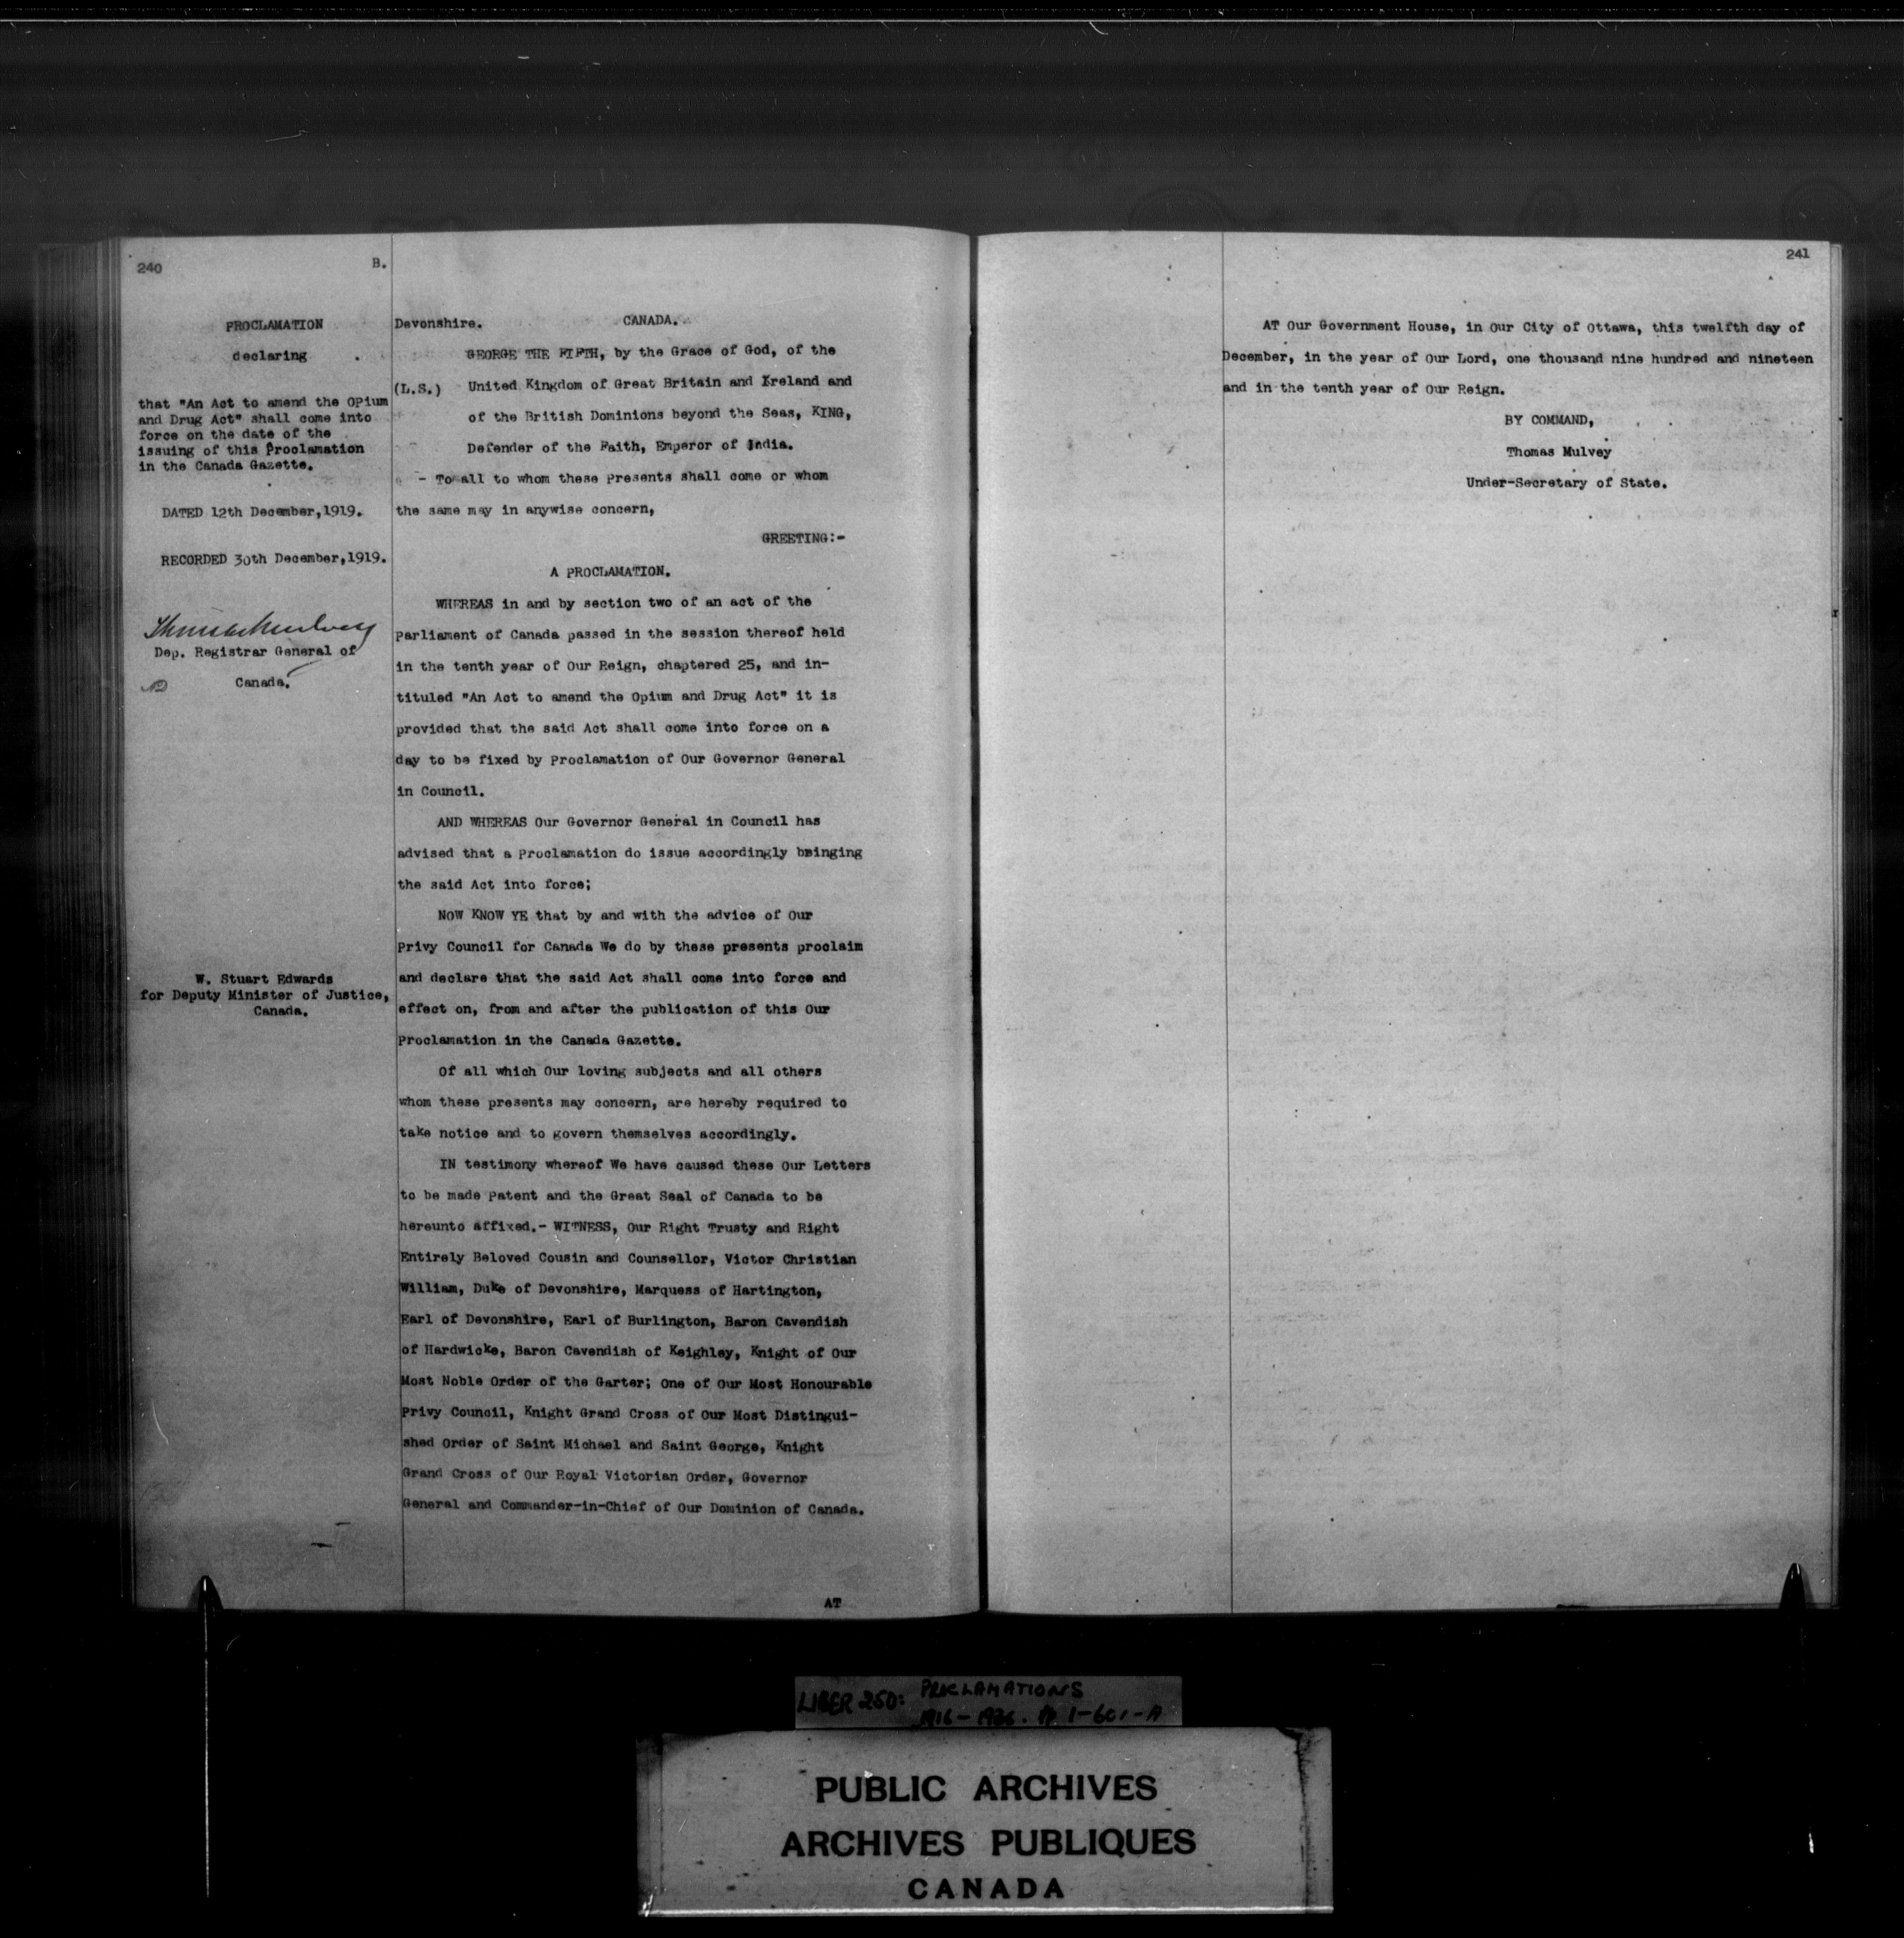 240
B.
PROCLAMATION
declaring
that "An Act to amend the Opium
and Drug Act" shall come into
force on the date of the
issuing of this Proclamation
in the Canada Gazette.
DATED 12th December,1919.
RECORDED 30th December,1919.
Thomas Mulvey
Dep. Registrar General of
Canada.
W. Stuart Edwards
for Deputy Minister of Justice,
Canada.
Devonshire. CANADA.
GEORGE THE FIFTH, by the Grace of God, of the
(L.S.) United Kingdom of Great Britain and Ireland and
of the British Dominions beyond the Seas, KING,
Defender of the Faith, Emperor of India.
- To all to whom these Presents shall come or whom
the same may in anywise concern,
GREETING:-
A PROCLAMATION.
WHEREAS in and by section two of an act of the
Parliament of Canada passed in the session thereof held
in the tenth year of Our Reign, chaptered 25, and in-
tituled "An Act to amend the Opium and Drug Act" it is
provided that the said Act shall come into force on a
day to be fixed by Proclamation of Our Governor General
in Council.
AND WHEREAS Our Governor General in Council has
advised that a Proclamation do issue accordingly bringing
the said Act into force;
NOW KNOW YE that by and with the advice of Our
Privy Council for Canada We do by these presents proclaim
and declare that the said Act shall come into force and
effect on, from and after the publication of this Our
Proclamation in the Canada Gazette.
Of all which Our loving subjects and all others
whom these presents may concern, are hereby required to
take notice and to govern themselves accordingly.
IN testimony whereof We have caused these Our Letters
to be made Patent and the Great Seal of Canada to be
hereunto affixed.- WITNESS, Our Right Trusty and Right
Entirely Beloved Cousin and Counsellor, Victor Christian
William, Duke of Devonshire, Marquess of Hartington,
Earl of Devonshire, Earl of Burlington, Baron Cavendish
of Hardwicke, Baron Cavendish of Keighley, Knight of Our
Most Noble Order of the Garter; One of Our Most Honourable
Privy Council, Knight Grand Cross of Our Most Distingui-
shed Order of Saint Michael and Saint George, Knight
Grand Cross of Our Royal Victorian Order, Governor
General and Commander-in-Chief of Our Dominion of Canada.
AT
241
AT Our Government House, in Our City of Ottawa, this twelfth day of
December, in the year of Our Lord, one thousand nine hundred and nineteen
and in the tenth year of Our Reign.
BY COMMAND,
Thomas Mulvey
Under-Secretary of State.
LIBER 250: PROCLAMATIONS
1916-1936. P 1-601-A
PUBLIC ARCHIVES
ARCHIVES PUBLIQUES
CANADA